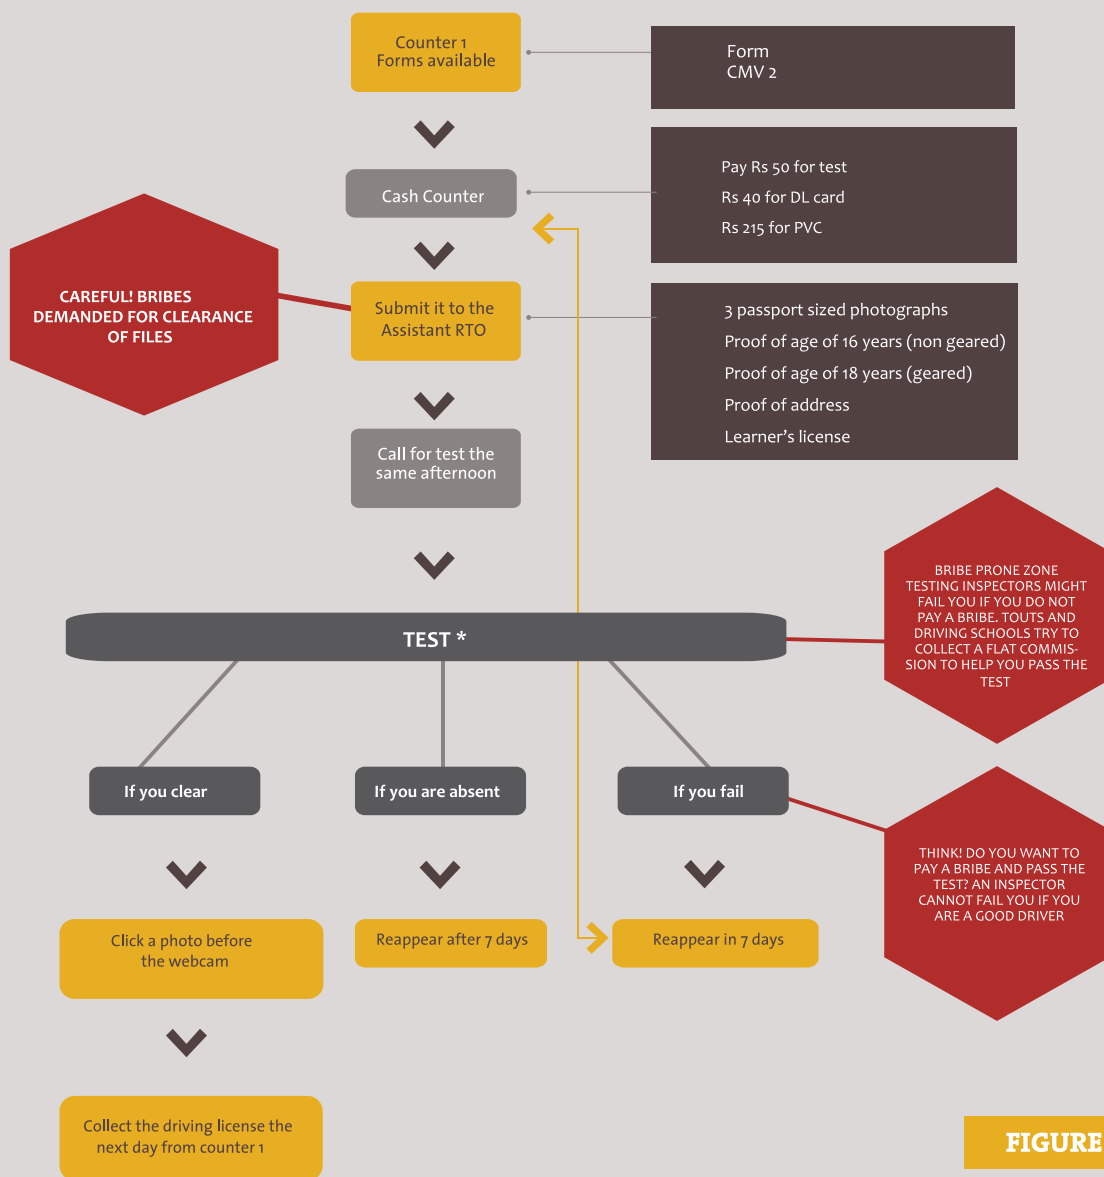 Counter 1
Forms available
Form
CMV 2
Cash Counter
Pay Rs 50 for test
Rs 40 for DL card
Rs 215 for PVC
CAREFUL! BRIBES
DEMANDED FOR CLEARANCE
OF FILES
Submit it to the
Assistant RTO
3 passport sized photographs
Proof of age of 16 years (non geared)
Proof of age of 18 years (geared)
Proof of address
Learner's license
Call for test the
same afternoon
BRIBE PRONE ZONE
TESTING INSPECTORS MIGHT
FAIL YOU IF YOU DO NOT
PAY A BRIBE. TOUTS AND
DRIVING SCHOOLS TRY TO
COLLECT A FLAT COMMIS-
SION TO HELP YOU PASS THE
TEST
TEST *
If you clear
If you are absent
If you fail
THINK! DO YOU WANT TO
PAY A BRIBE AND PASS THE
TEST? AN INSPECTOR
CANNOT FAIL YOU IF YOU
ARE A GOOD DRIVER
Click a photo before
the webcam
Reappear after 7 days
Reappear in 7 days
Collect the driving license the
next day from counter 1
FIGURE